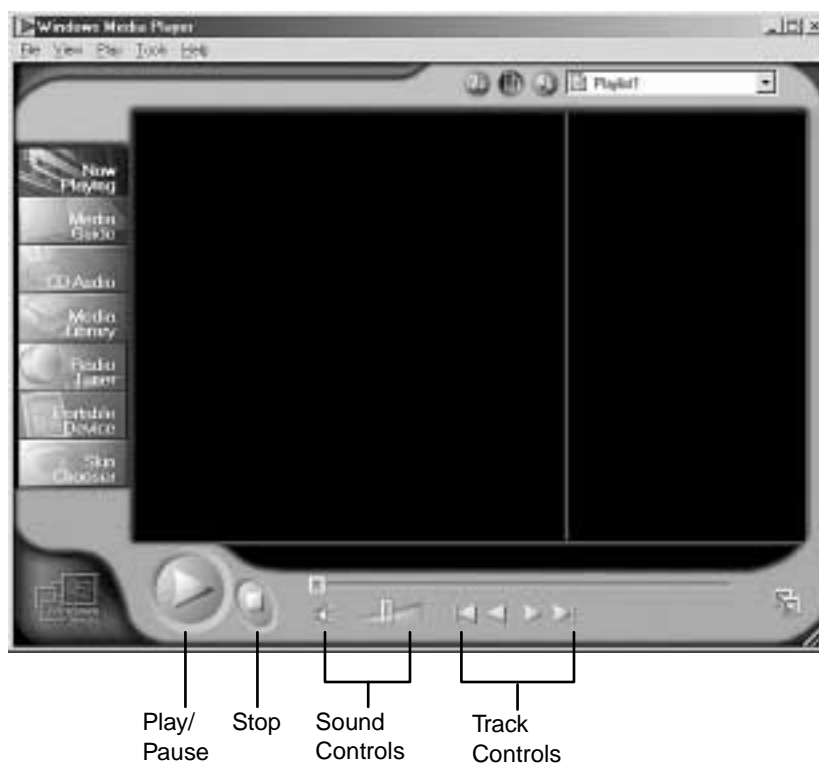 Windows Media Player
File View Play Tools Help
Playlist1
Now
Playing
Media
Guide
CD Audio
Media
Library
Radio
Tuner
Portable
Device
Skin
Chooser
Play/
Pause
Stop
Sound
Controls
Track
Controls